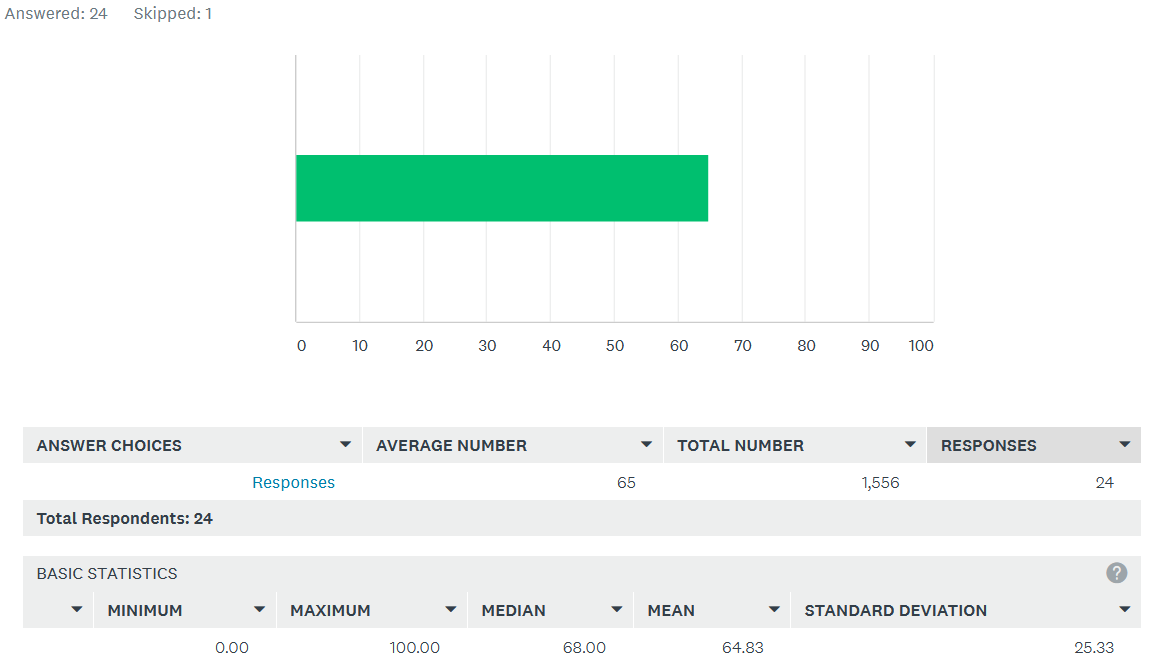 Answered: 24 Skipped: 1
0 10 20 30 40 50 60 70 80 90 100
ANSWER CHOICES AVERAGE NUMBER TOTAL NUMBER RESPONSES
Responses 65 1,556 24
Total Respondents: 24
BASIC STATISTICS ?
MINIMUM MAXIMUM MEDIAN MEAN STANDARD DEVIATION
0.00 100.00 68.00 64.83 25.33